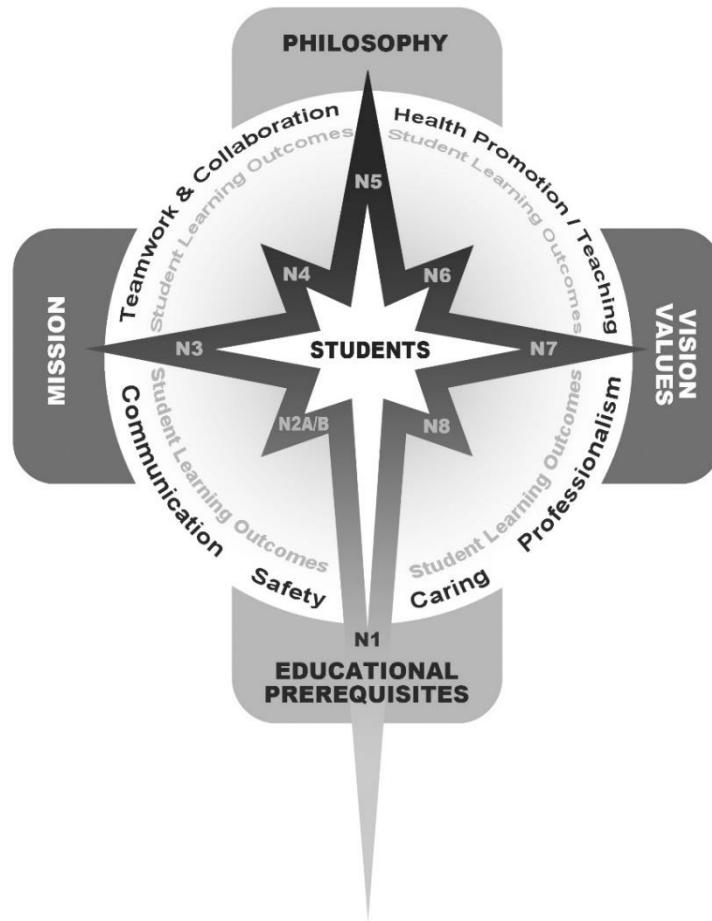 PHILOSOPHY
Teamwork & Collaboration
Health Promotion / Teaching
Student Learning Outcomes
Student Learning Outcomes
N5
N4
N6
MISSION
N3
STUDENTS
N7
VISION
VALUES
N2A/B
N8
Student Learning Outcomes
Student Learning Outcomes
Communication
Safety
Caring
Professionalism
N1
EDUCATIONAL
PREREQUISITES